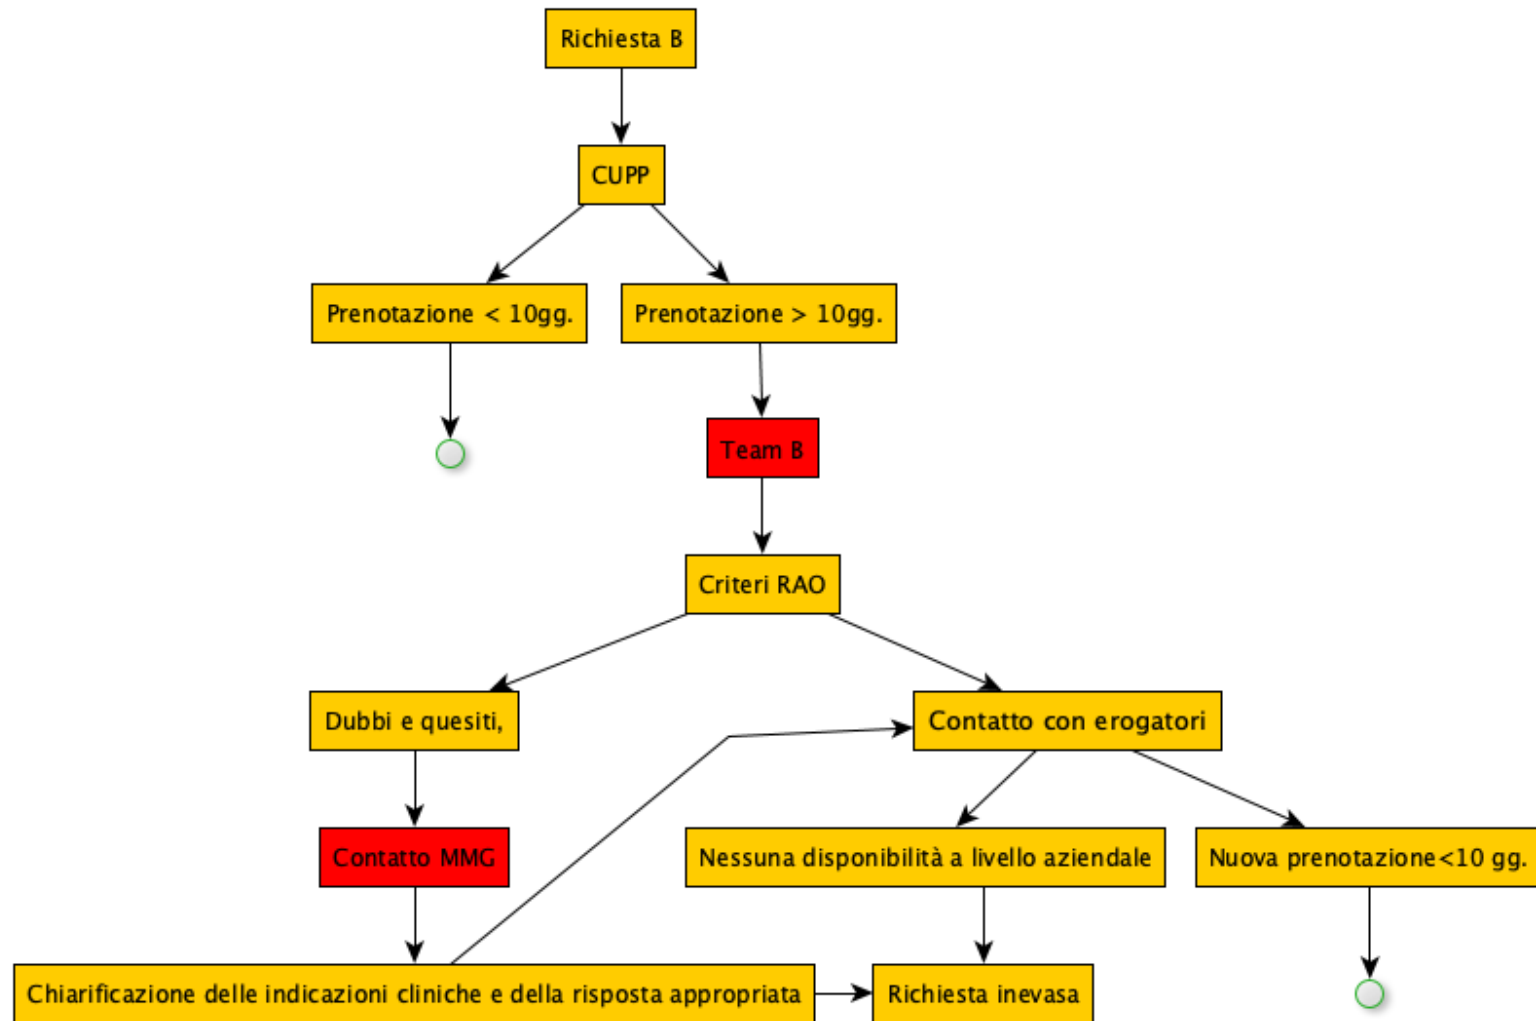 Richiesta B
CUPP
Prenotazione < 10gg.
Prenotazione > 10gg.
Team B
Criteri RAO
Dubbi e quesiti,
Contatto con erogatori
Contatto MMG
Nessuna disponibilità a livello aziendale
Nuova prenotazione<10 gg.
Chiarificazione delle indicazioni cliniche e della risposta appropriata
Richiesta inevasa